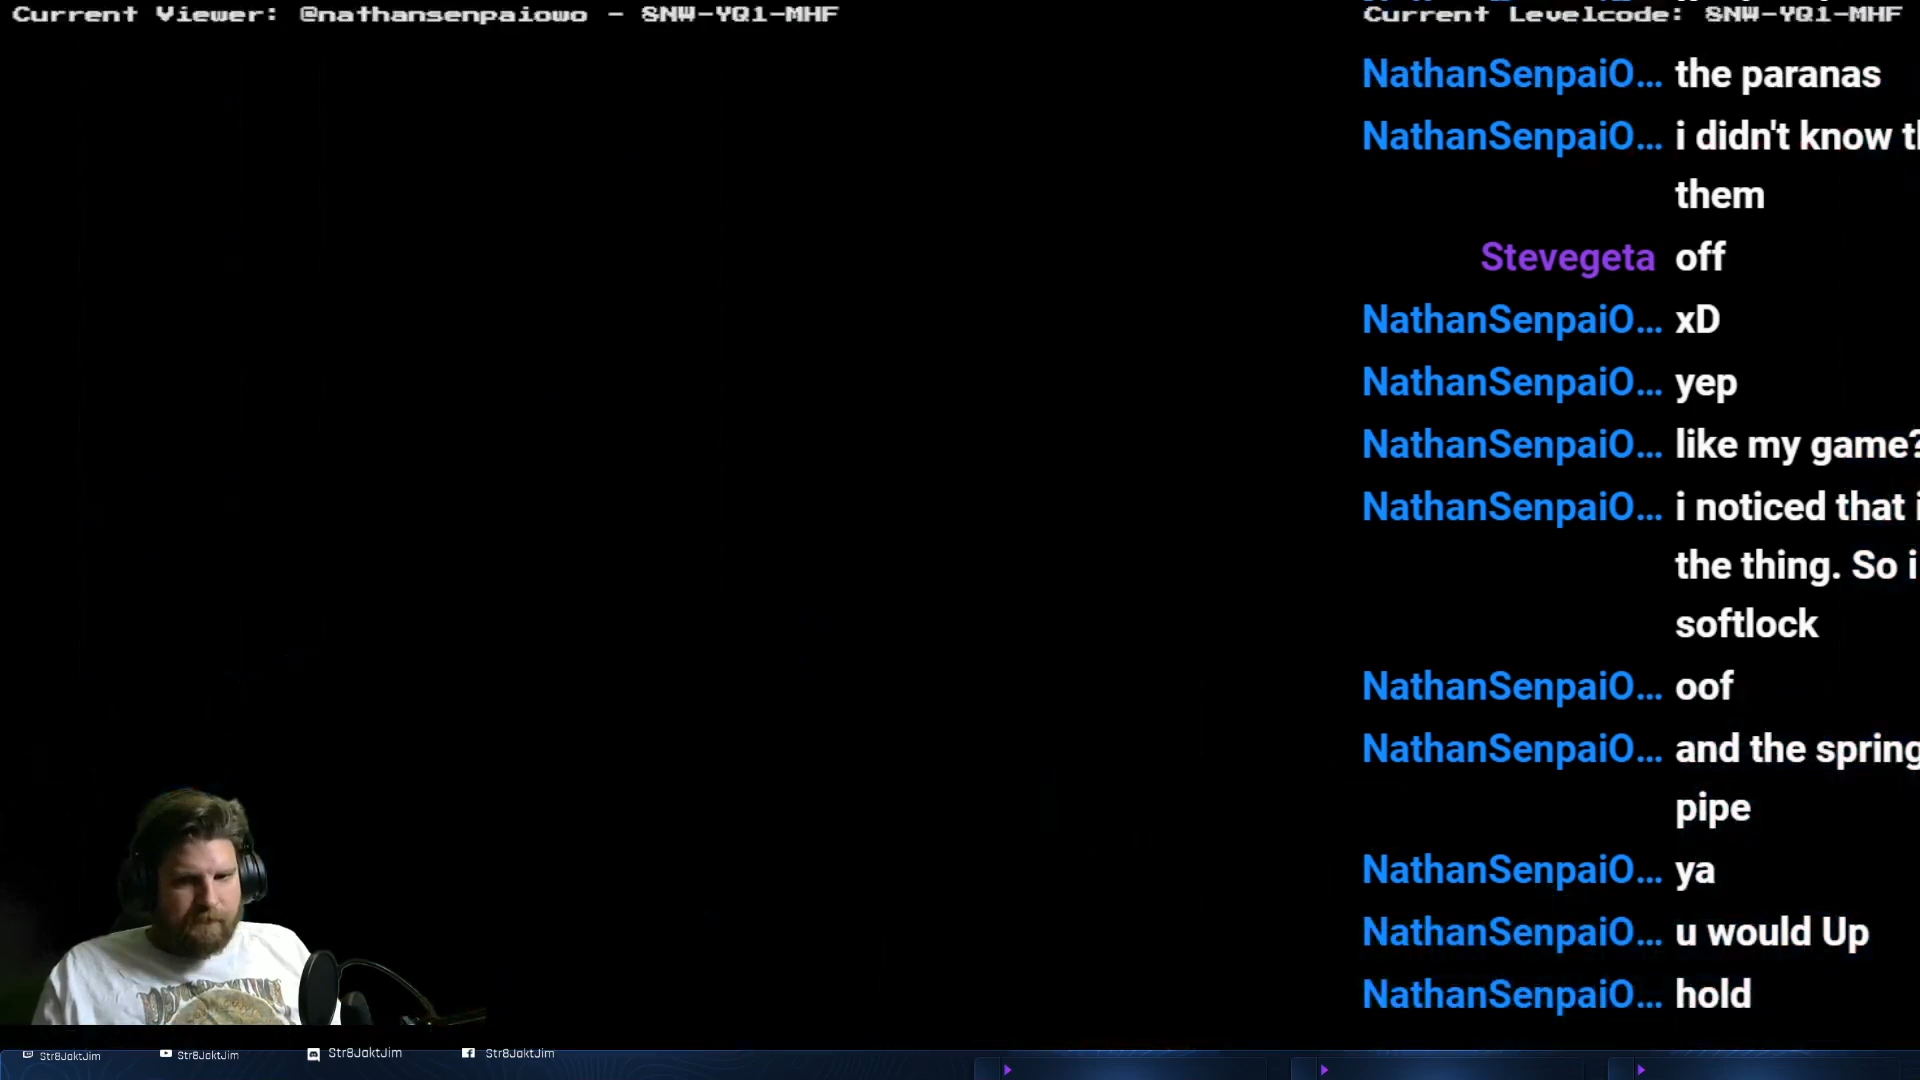 Current Viewer: @nathansenpaiowo - 8NW-YQ1-MHF
Current Levelcode: 8NW-YQ1-MHF
NathanSenpaiO... the paranas
NathanSenpaiO... i didn't know
them
Stevegeta off
NathanSenpaiO... xD
NathanSenpaiO... yep
NathanSenpaiO... like my game?
NathanSenpaiO... i noticed that
the thing. So i
softlock
NathanSenpaiO... oof
NathanSenpaiO... and the spring
pipe
NathanSenpaiO... ya
NathanSenpaiO... u would Up
NathanSenpaiO... hold
Str8JaktJim Str8JaktJim Str8JaktJim Str8JaktJim